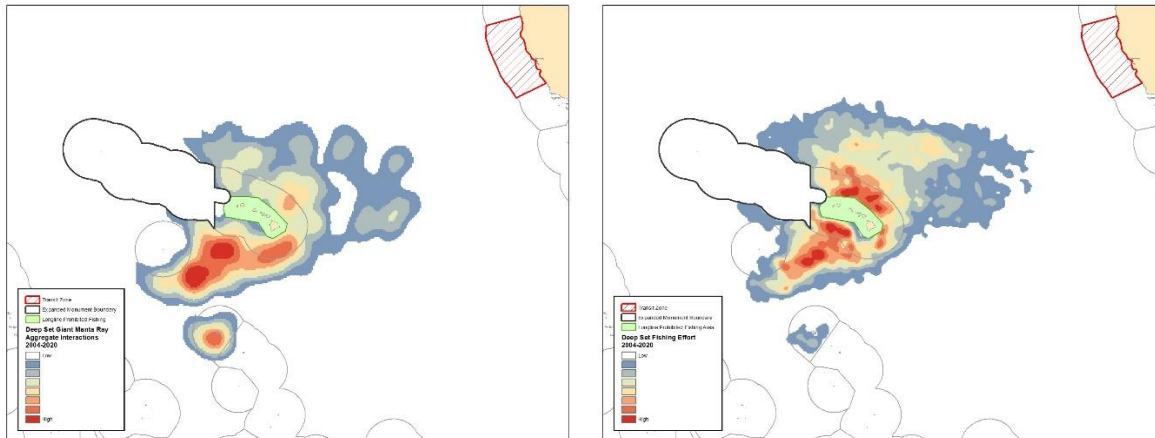 Transit Zone
Expanded Monument Boundary
Longline Prohibited Fishing
Deep Set Giant Manta Ray
Aggregate Interactions
2004-2020
Low
High
Transit Zone
Expanded Monument Boundary
Longline Prohibited Fishing Area
Deep Set Fishing Effort
2004-2020
Low
High